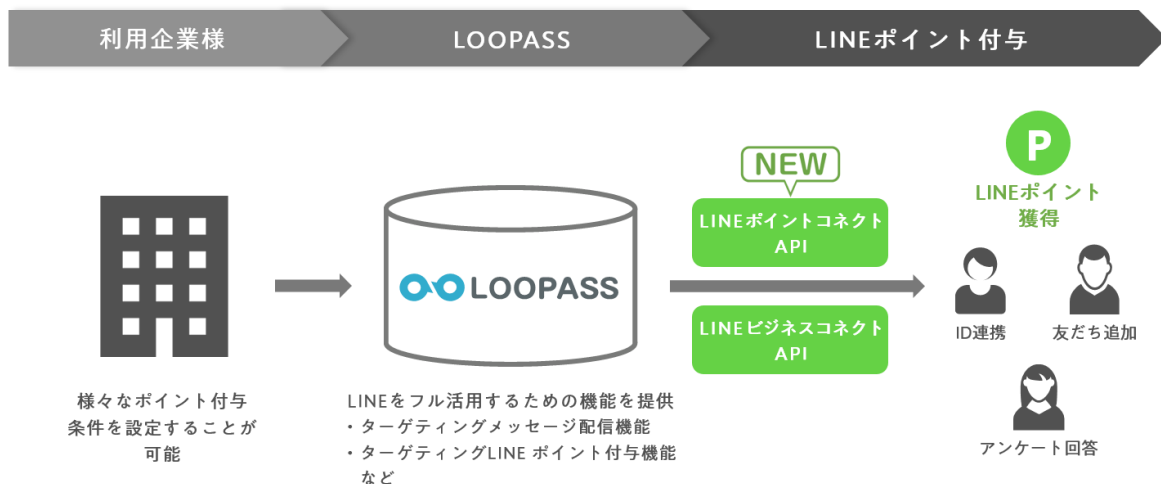 利用企業様
LOOPASS
LINEポイント付与
NEW
LINEポイントコネクト
API
LINEビジネスコネクト
API
P
LINEポイント
獲得
LOOPASS
ID連携
友だち追加
アンケート回答
様々なポイント付与
条件を設定することが
可能
LINEをフル活用するための機能を提供
・ターゲティングメッセージ配信機能
・ターゲティングLINE ポイント付与機能
など